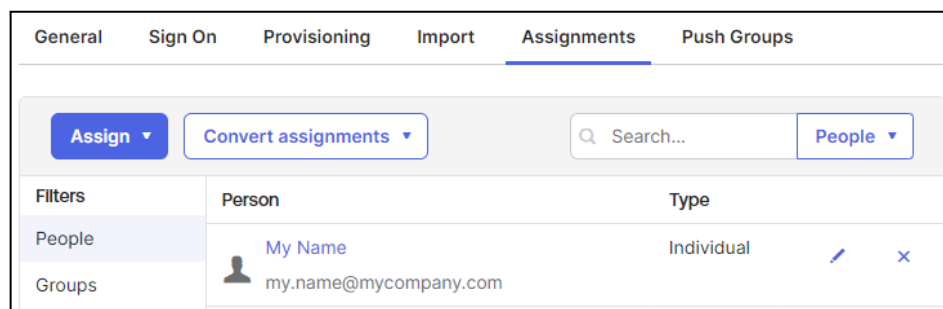 General Sign On Provisioning Import Assignments Push Groups
Assign Convert assignments Search... People
Filters Person Type
People My Name Individual
my.name@mycompany.com
Groups